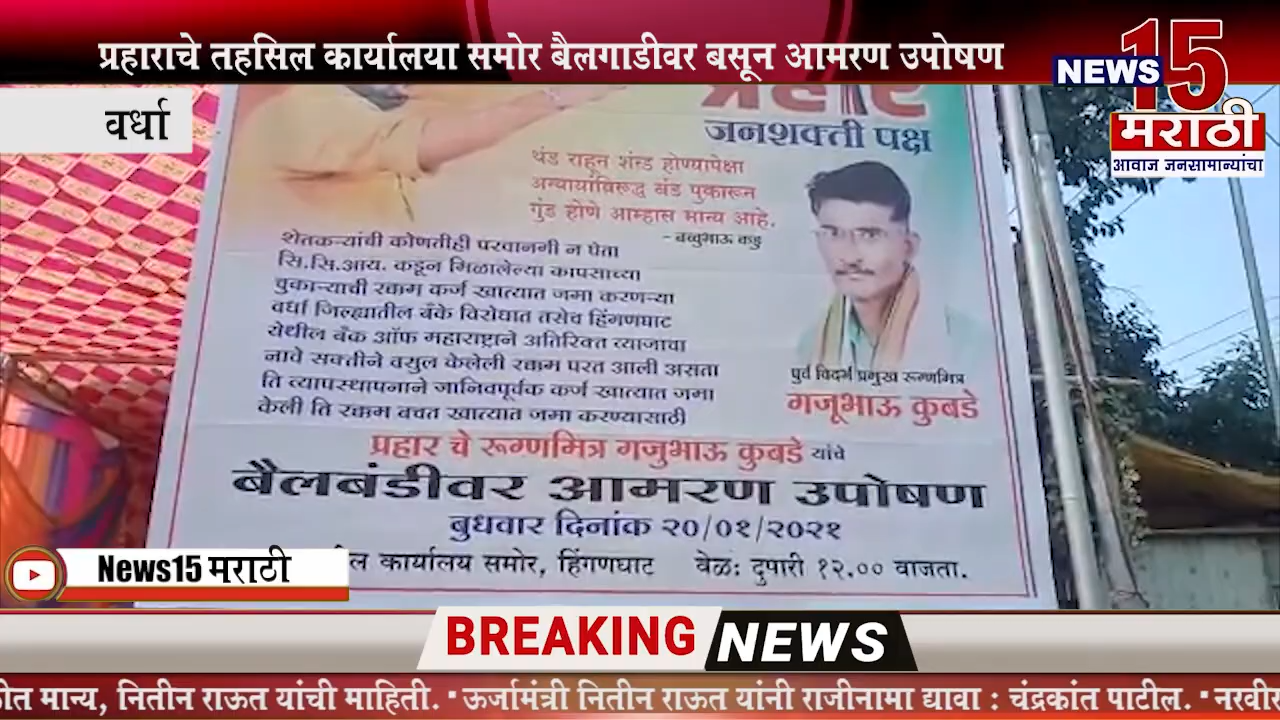 प्रहाराचे तहसिल कार्यालया समोर बैलगाडीवर बसून आमरण उपोषण
NEWS 15
मराठी
आवाज जनसामान्यांचा
वर्धा
प्रहार
जनशक्ती पक्ष
थंड राहून शंन्ड होण्यापेक्षा
अन्यायाविरूद्ध बंड पुकारून
गुंड होणे आम्हास मान्य आहे.
- बच्चुभाऊ कडु
शेतकऱ्यांची कोणतीही परवानगी न घेता
सि.सि.आय. कडून मिळालेल्या कापसाच्या
चुकाऱ्याची रक्कम कर्ज खात्यात जमा करणऱ्या
वर्धा जिल्ह्यातील बँके विरोधात तसेच हिंगणघाट
येथील बँक ऑफ महाराष्ट्राने अतिरिक्त व्याजाचा
नावे सक्तीने वसुल केलेली रक्कम परत आली असता
ति व्यापस्थापनाने जानिवपूर्वक कर्ज खात्यात जमा
केली ति रक्कम बचत खात्यात जमा करण्यासाठी
पुर्व विदर्भ प्रमुख रूग्णमित्र
गजूभाऊ कुबडे
प्रहार चे रूग्णमित्र गजुभाऊ कुबडे यांचे
बैलबंडीवर आमरण उपोषण
बुधवार दिनांक २०/०१/२०२१
कार्यालय समोर, हिंगणघाट वेळ: दुपारी १२.०० वाजता.
News15 मराठी
BREAKING NEWS
मान्य, नितीन राऊत यांची माहिती. ▪ ऊर्जामंत्री नितीन राऊत यांनी राजीनामा द्यावा : चंद्रकांत पाटील. ▪